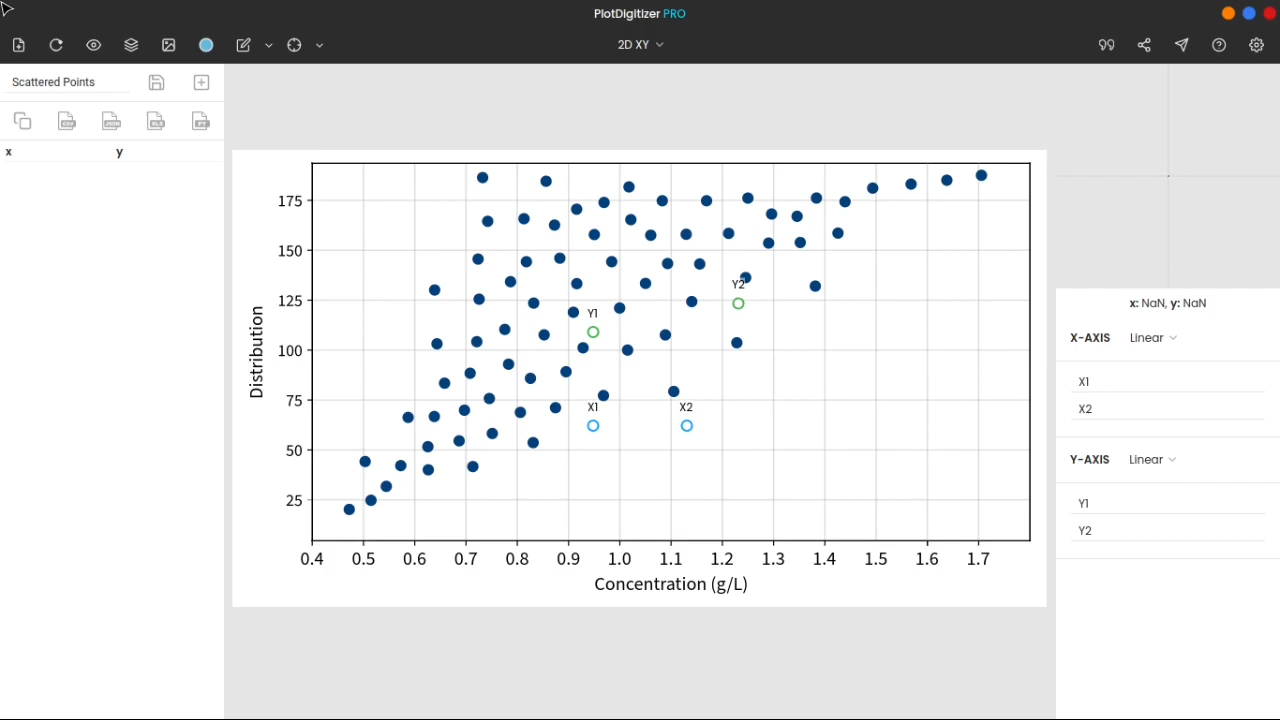 PlotDigitizer PRO
2D XY
Scattered Points
x y
175
150
125
100
75
50
25
Distribution
Y1
Y2
X1
X2
0.4 0.5 0.6 0.7 0.8 0.9 1.0 1.1 1.2 1.3 1.4 1.5 1.6 1.7
Concentration (g/L)
x: NaN, y: NaN
X-AXIS Linear
X1
X2
Y-AXIS Linear
Y1
Y2